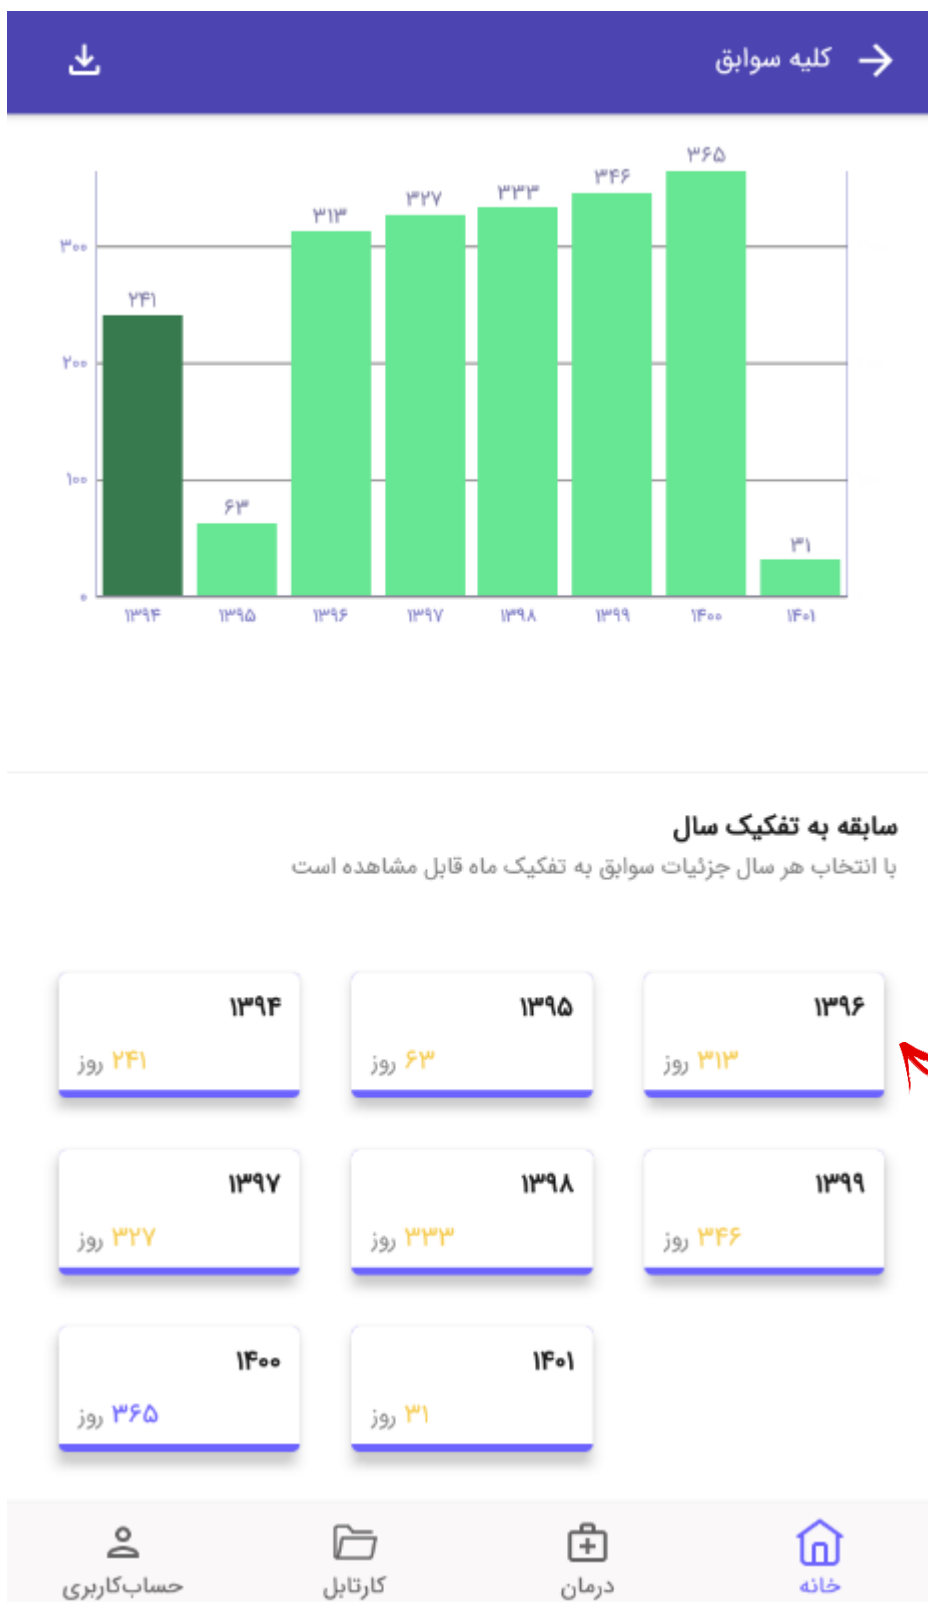 کلیه سوابق
۳۶۵
۳۴۶
۳۳۳
۳۲۷
۳۱۳
۳۰۰
۲۴۱
۲۰۰
۱۰۰
۶۳
۳۱
۰
۱۳۹۴ ۱۳۹۵ ۱۳۹۶ ۱۳۹۷ ۱۳۹۸ ۱۳۹۹ ۱۴۰۰ ۱۴۰۱
سابقه به تفکیک سال
با انتخاب هر سال جزئیات سوابق به تفکیک ماه قابل مشاهده است
۱۳۹۶ ۱۳۹۵ ۱۳۹۴
۳۱۳ روز ۶۳ روز ۲۴۱ روز
۱۳۹۹ ۱۳۹۸ ۱۳۹۷
۳۴۶ روز ۳۳۳ روز ۳۲۷ روز
۱۴۰۱ ۱۴۰۰
۳۱ روز ۳۶۵ روز
خانه درمان کارتابل حساب‌کاربری